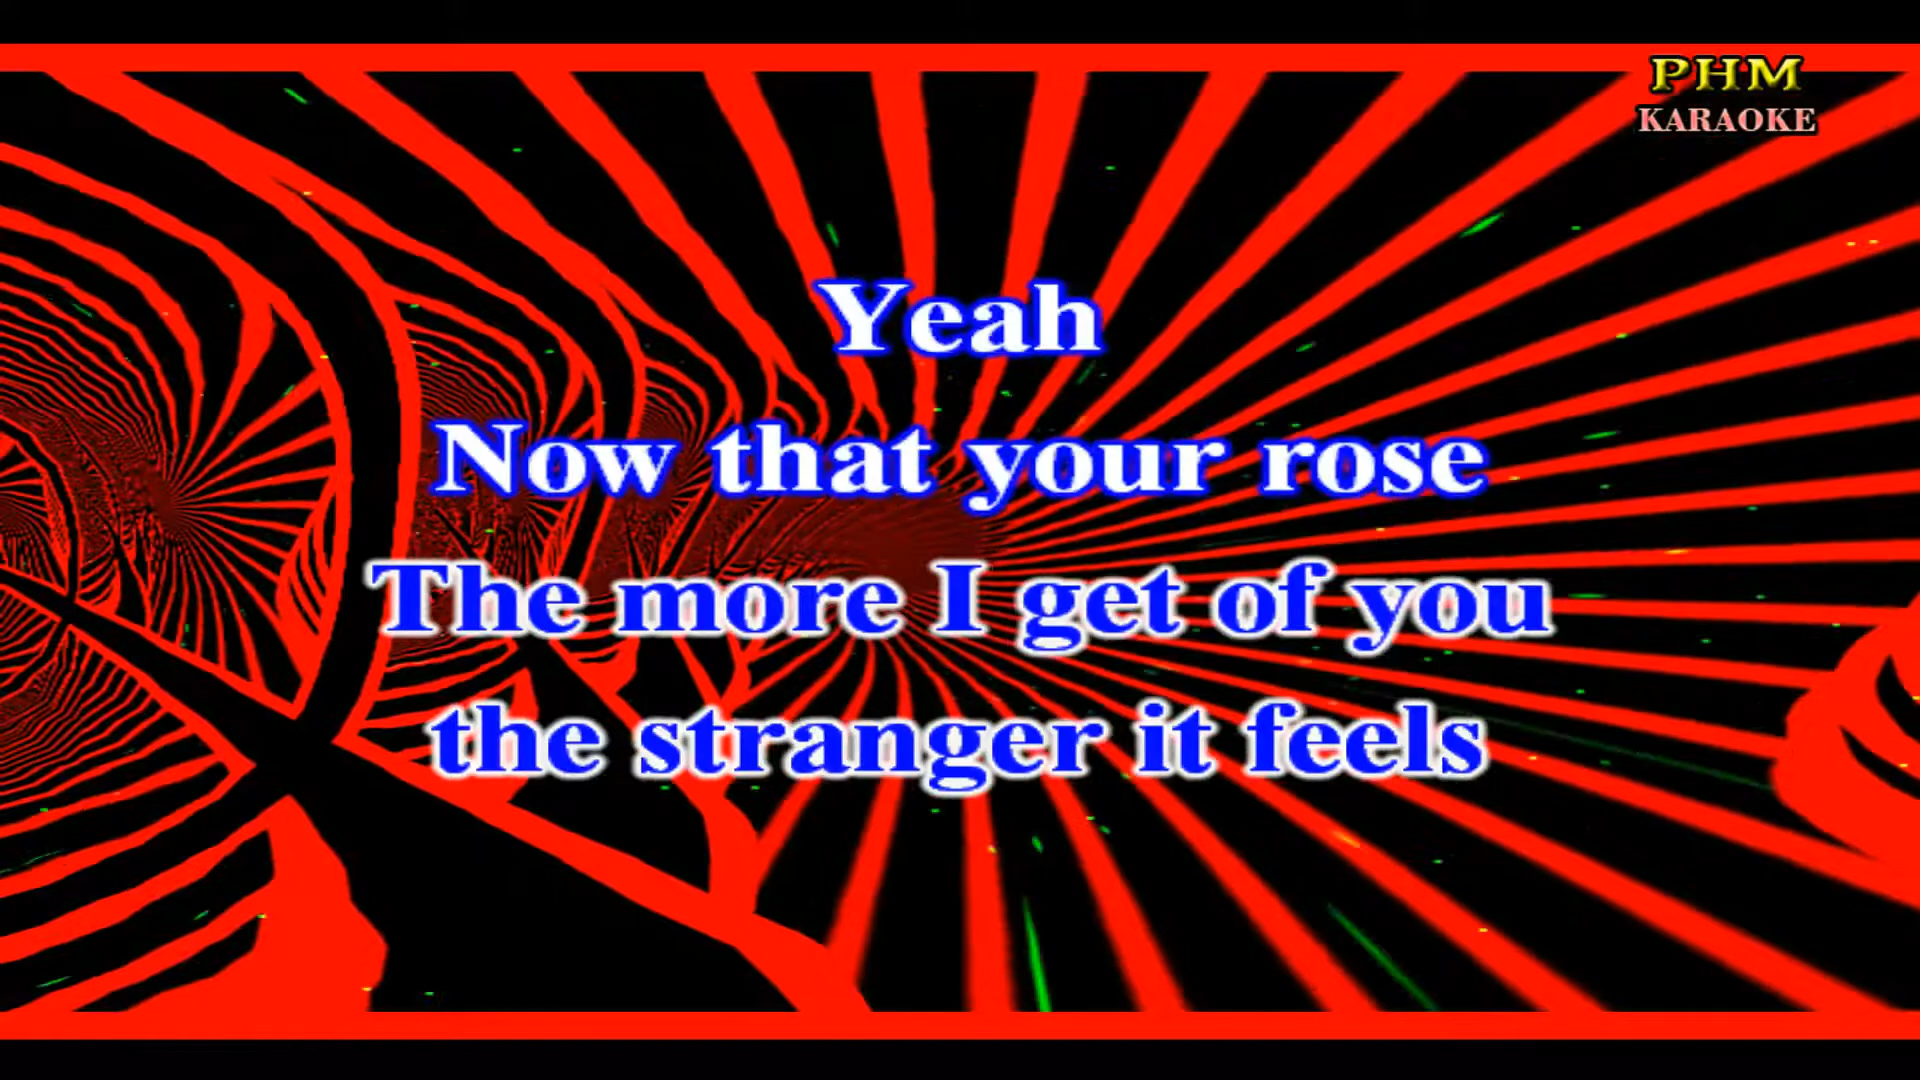 PHM
KARAOKE
Yeah
Now that your rose
The more I get of you
the stranger it feels